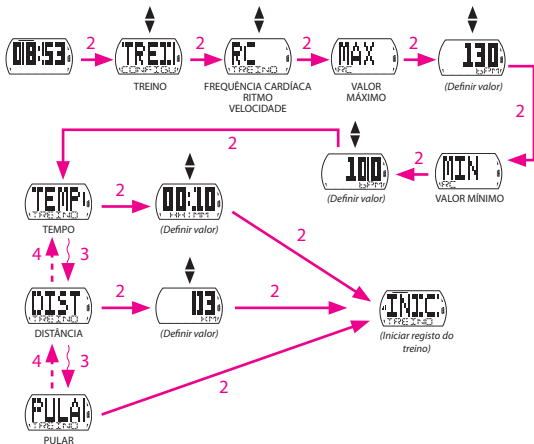 08:53
2
TREI
CONFIGU
TREINO
2
RC
TREINO
FREQUÊNCIA CARDÍACA
RITMO
VELOCIDADE
2
MAX
RC
VALOR
MÁXIMO
2
130
BPM
(Definir valor)
2
MIN
RC
VALOR MÍNIMO
2
100
BPM
(Definir valor)
2
TEMP
TREINO
TEMPO
2
00:10
HH:MM
(Definir valor)
2
4
3
DIST
TREINO
DISTÂNCIA
2
03
KM
(Definir valor)
2
4
3
PULA
TREINO
PULAR
2
INIC
TREINO
(Iniciar registo do
treino)